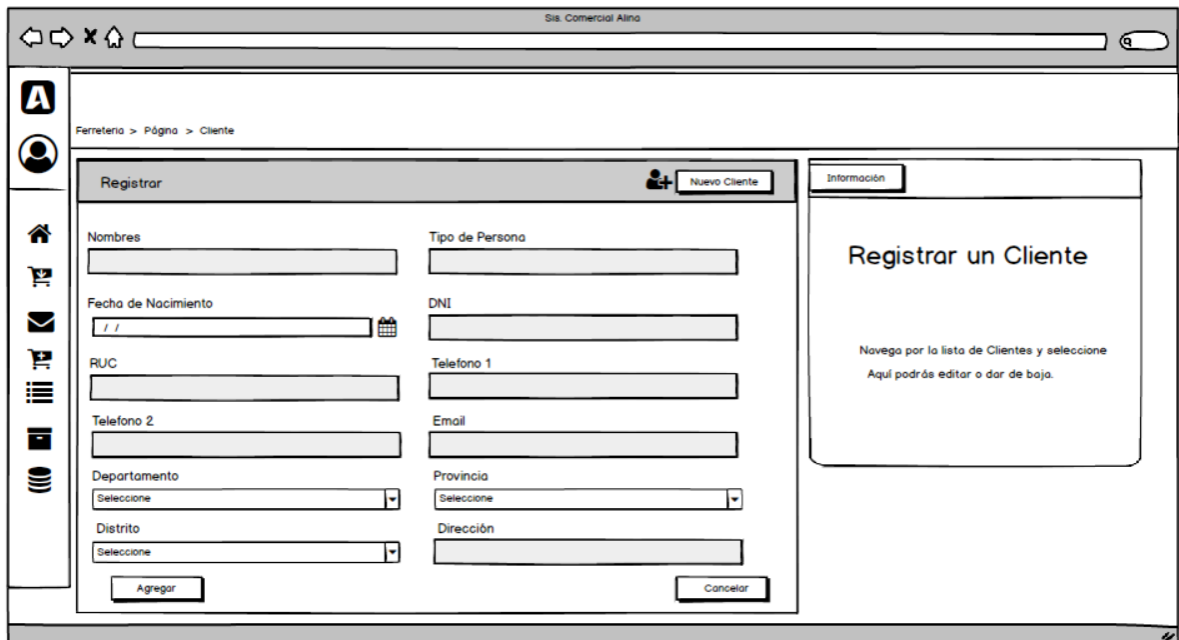 Sis. Comercial Alina
A
Ferreteria > Página > Cliente
Registrar
Nuevo Cliente
Nombres
Tipo de Persona
Fecha de Nacimiento
DNI
/ /
RUC
Telefono 1
Telefono 2
Email
Departamento
Provincia
Seleccione
Seleccione
Distrito
Dirección
Seleccione
Agregar
Cancelar
Información
Registrar un Cliente
Navega por la lista de Clientes y seleccione
Aquí podrás editar o dar de baja.